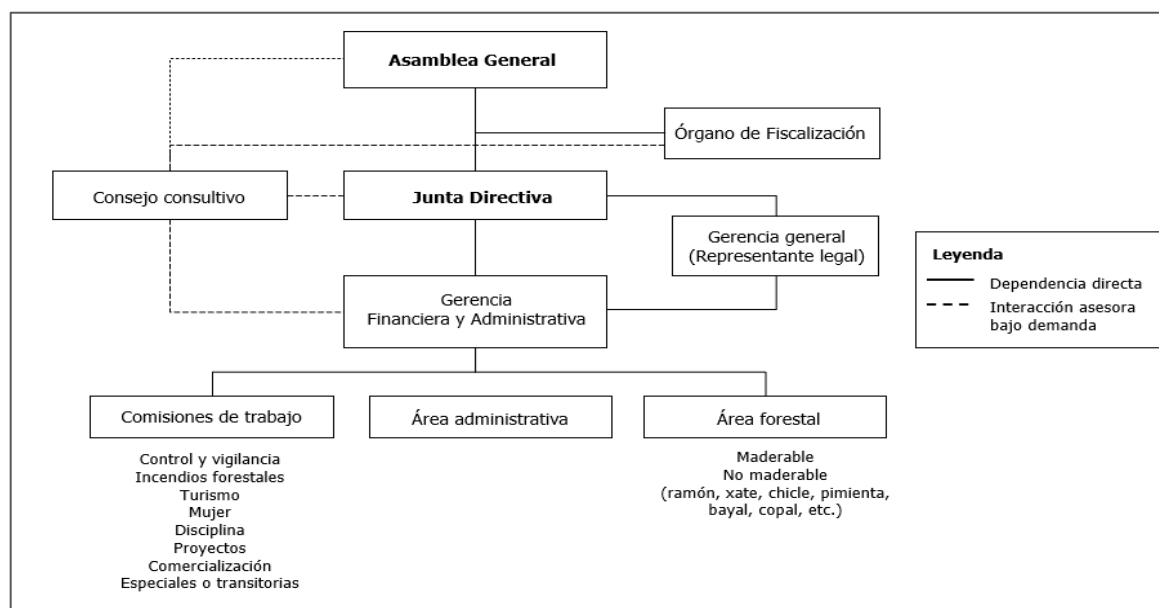 Asamblea General
Órgano de Fiscalización
Consejo consultivo
Junta Directiva
Gerencia general
(Representante legal)
Leyenda
Dependencia directa
Interacción asesora
bajo demanda
Gerencia
Financiera y Administrativa
Comisiones de trabajo
Control y vigilancia
Incendios forestales
Turismo
Mujer
Disciplina
Proyectos
Comercialización
Especiales o transitorias
Área administrativa
Área forestal
Maderable
No maderable
(ramón, xate, chicle, pimienta,
bayal, copal, etc.)